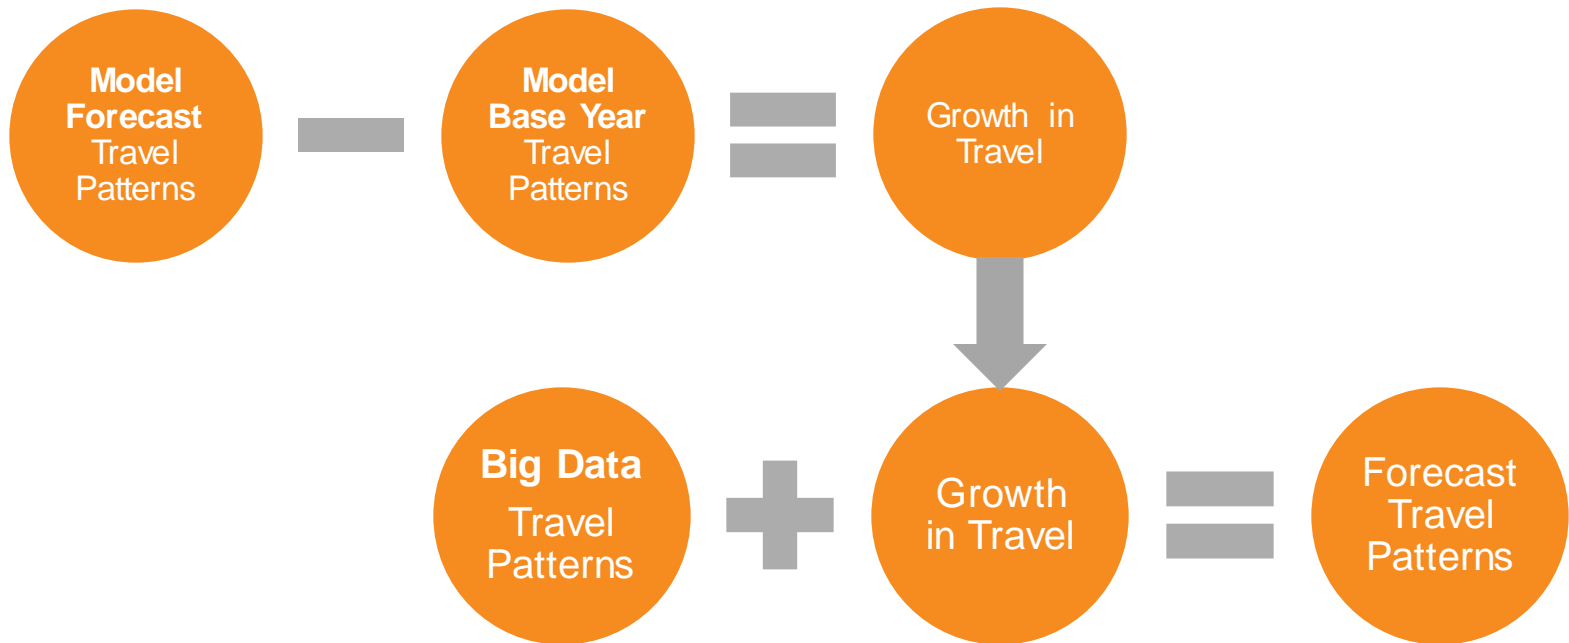 Model
Forecast
Travel
Patterns
Model
Base Year
Travel
Patterns
Growth in
Travel
Big Data
Travel
Patterns
Growth
in Travel
Forecast
Travel
Patterns